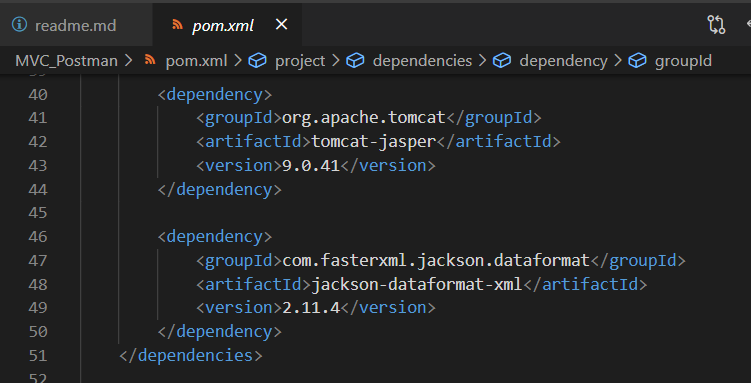 readme.md pom.xml
MVC_Postman > pom.xml > project > dependencies > dependency > groupId
40 <dependency>
41 <groupId>org.apache.tomcat</groupId>
42 <artifactId>tomcat-jasper</artifactId>
43 <version>9.0.41</version>
44 </dependency>
45
46 <dependency>
47 <groupId>com.fasterxml.jackson.dataformat</groupId>
48 <artifactId>jackson-dataformat-xml</artifactId>
49 <version>2.11.4</version>
50 </dependency>
51 </dependencies>
52